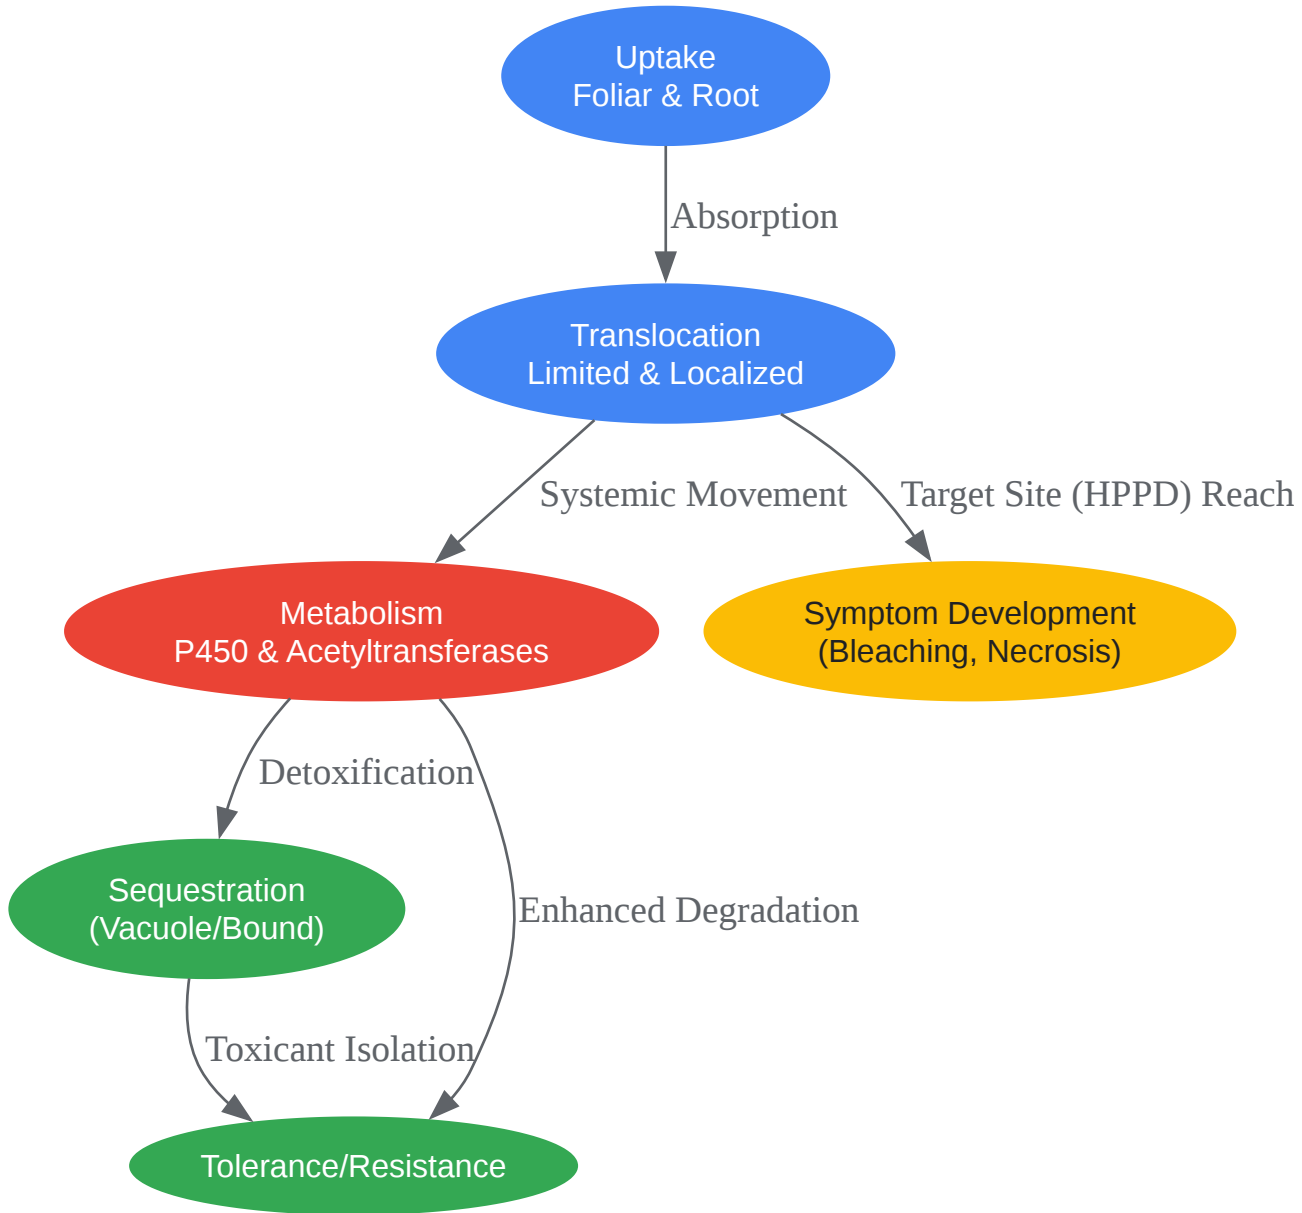 Uptake
Foliar & Root
Absorption
Translocation
Limited & Localized
Systemic Movement
Target Site (HPPD) Reach
Metabolism
P450 & Acetyltransferases
Symptom Development
(Bleaching, Necrosis)
Detoxification
Sequestration
(Vacuole/Bound)
Enhanced Degradation
Toxicant Isolation
Tolerance/Resistance